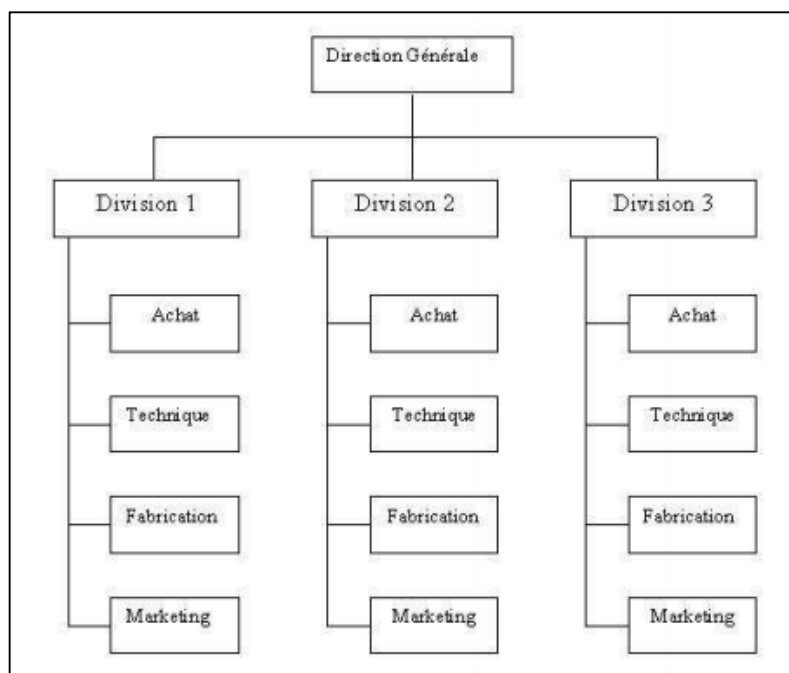 Direction Générale
Division 1
Division 2
Division 3
Achat
Achat
Achat
Technique
Technique
Technique
Fabrication
Fabrication
Fabrication
Marketing
Marketing
Marketing